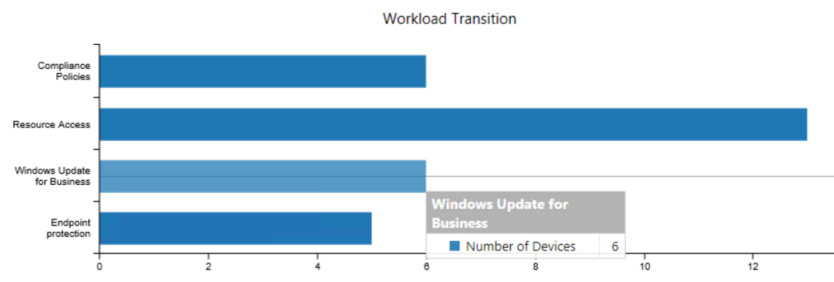 Workload Transition
Compliance
Policies
Resource Access
Windows Update
for Business
Endpoint
protection
Windows Update for
Business
Number of Devices 6
0 2 4 6 8 10 12